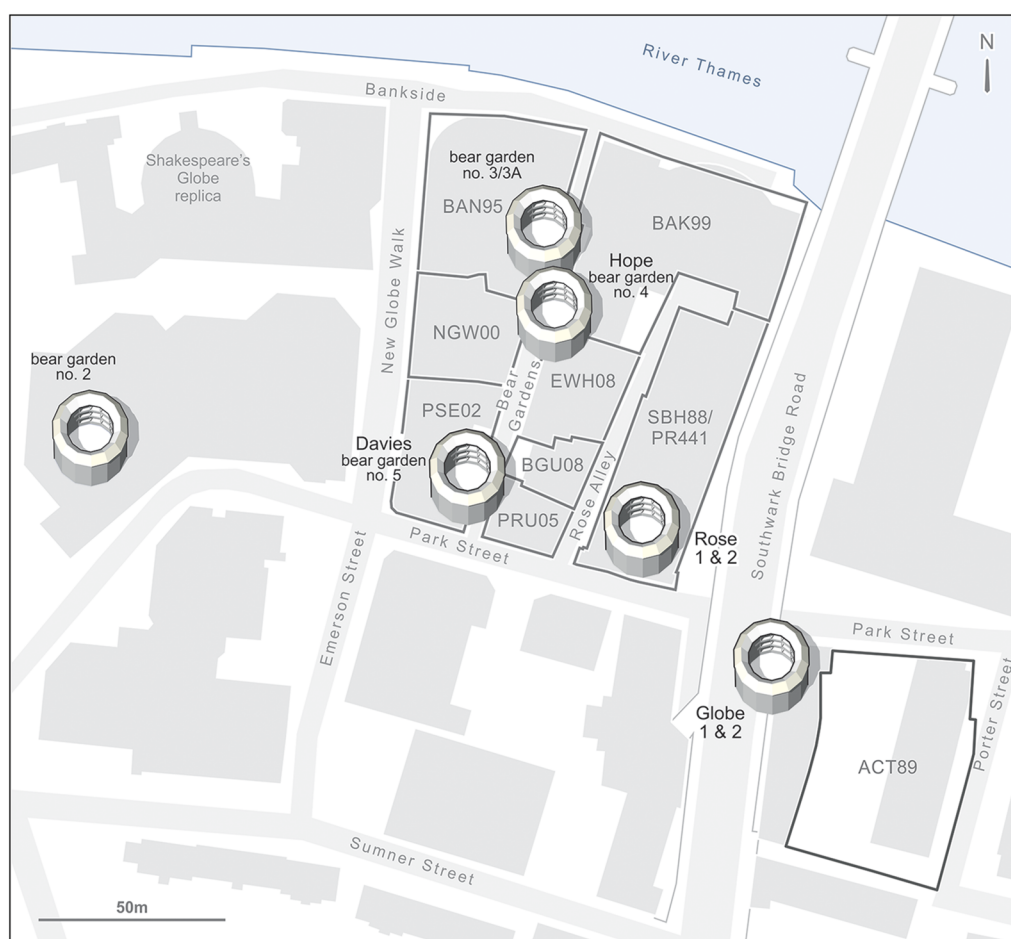 River Thames
N
Bankside
Shakespeare's
Globe
replica
bear garden
no. 3/3A
BAN95
BAK99
Hope
bear garden
no. 4
New Globe Walk
NGW00
bear garden
no. 2
Bear
Gardens
EWH08
PSE02
SBH88/
PR441
Davies
bear garden
no. 5
BGU08
Rose Alley
PRU05
Southwark Bridge Road
Park Street
Rose
1 & 2
Emerson Street
Park Street
Globe
1 & 2
Porter Street
ACT89
Sumner Street
50m